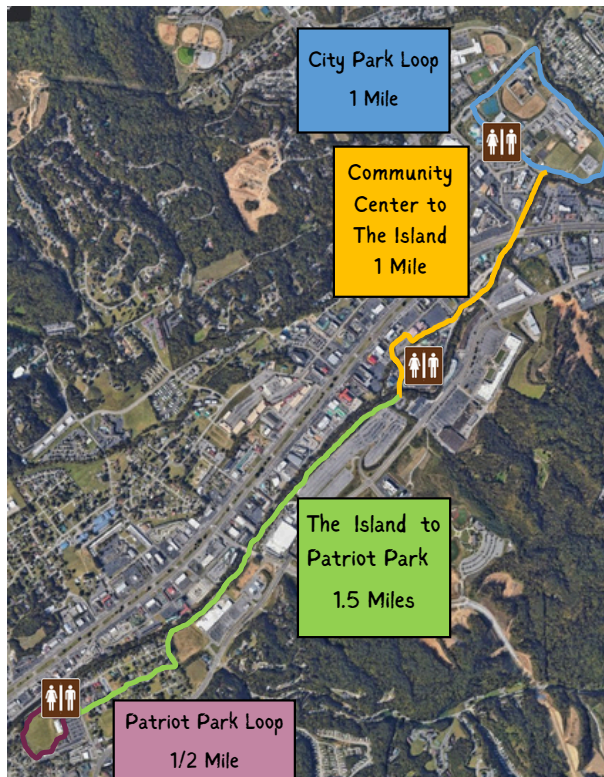 City Park Loop
1 Mile
Community
Center to
The Island
1 Mile
The Island to
Patriot Park
1.5 Miles
Patriot Park Loop
1/2 Mile